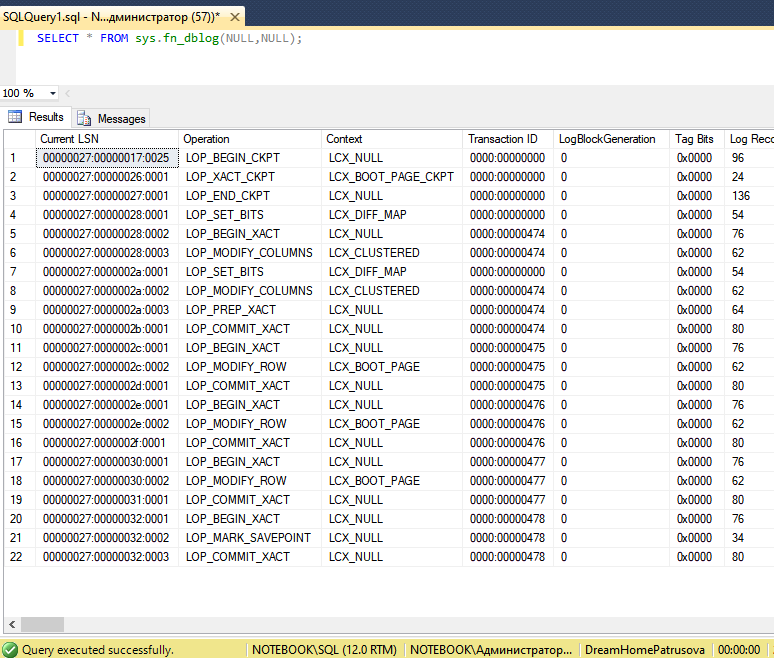 SQLQuery1.sql - N...дминистратор (57))* ×
SELECT * FROM sys.fn_dblog(NULL,NULL);
100 %
Results Messages
Current LSN Operation Context Transaction ID LogBlockGeneration Tag Bits Log Reco
1 00000027:00000017:0025 LOP_BEGIN_CKPT LCX_NULL 0000:00000000 0 0x0000 96
2 00000027:00000026:0001 LOP_XACT_CKPT LCX_BOOT_PAGE_CKPT 0000:00000000 0 0x0000 24
3 00000027:00000027:0001 LOP_END_CKPT LCX_NULL 0000:00000000 0 0x0000 136
4 00000027:00000028:0001 LOP_SET_BITS LCX_DIFF_MAP 0000:00000000 0 0x0000 54
5 00000027:00000028:0002 LOP_BEGIN_XACT LCX_NULL 0000:00000474 0 0x0000 76
6 00000027:00000028:0003 LOP_MODIFY_COLUMNS LCX_CLUSTERED 0000:00000474 0 0x0000 62
7 00000027:0000002a:0001 LOP_SET_BITS LCX_DIFF_MAP 0000:00000000 0 0x0000 54
8 00000027:0000002a:0002 LOP_MODIFY_COLUMNS LCX_CLUSTERED 0000:00000474 0 0x0000 62
9 00000027:0000002a:0003 LOP_PREP_XACT LCX_NULL 0000:00000474 0 0x0000 64
10 00000027:0000002b:0001 LOP_COMMIT_XACT LCX_NULL 0000:00000474 0 0x0000 80
11 00000027:0000002c:0001 LOP_BEGIN_XACT LCX_NULL 0000:00000475 0 0x0000 76
12 00000027:0000002c:0002 LOP_MODIFY_ROW LCX_BOOT_PAGE 0000:00000475 0 0x0000 62
13 00000027:0000002d:0001 LOP_COMMIT_XACT LCX_NULL 0000:00000475 0 0x0000 80
14 00000027:0000002e:0001 LOP_BEGIN_XACT LCX_NULL 0000:00000476 0 0x0000 76
15 00000027:0000002e:0002 LOP_MODIFY_ROW LCX_BOOT_PAGE 0000:00000476 0 0x0000 62
16 00000027:0000002f:0001 LOP_COMMIT_XACT LCX_NULL 0000:00000476 0 0x0000 80
17 00000027:00000030:0001 LOP_BEGIN_XACT LCX_NULL 0000:00000477 0 0x0000 76
18 00000027:00000030:0002 LOP_MODIFY_ROW LCX_BOOT_PAGE 0000:00000477 0 0x0000 62
19 00000027:00000031:0001 LOP_COMMIT_XACT LCX_NULL 0000:00000477 0 0x0000 80
20 00000027:00000032:0001 LOP_BEGIN_XACT LCX_NULL 0000:00000478 0 0x0000 76
21 00000027:00000032:0002 LOP_MARK_SAVEPOINT LCX_NULL 0000:00000478 0 0x0000 34
22 00000027:00000032:0003 LOP_COMMIT_XACT LCX_NULL 0000:00000478 0 0x0000 80
Query executed successfully. NOTEBOOK\SQL (12.0 RTM) NOTEBOOK\Администратор... DreamHomePatrusova 00:00:00